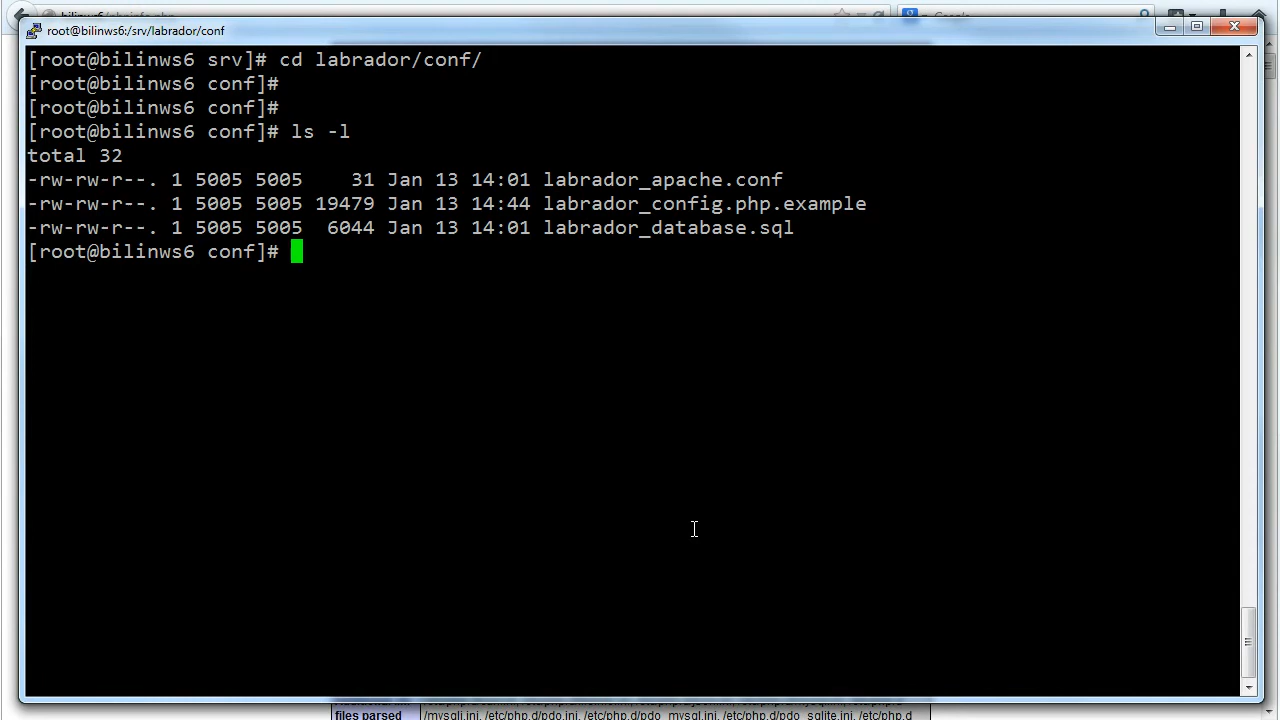 root@bilinws6:/srv/labrador/conf
[root@bilinws6 srv]# cd labrador/conf/
[root@bilinws6 conf]#
[root@bilinws6 conf]#
[root@bilinws6 conf]# ls -l
total 32
-rw-rw-r--. 1 5005 5005    31 Jan 13 14:01 labrador_apache.conf
-rw-rw-r--. 1 5005 5005 19479 Jan 13 14:44 labrador_config.php.example
-rw-rw-r--. 1 5005 5005  6044 Jan 13 14:01 labrador_database.sql
[root@bilinws6 conf]#
files parsed
/mysqli.ini, /etc/php.d/pdo.ini, /etc/php.d/pdo_mysql.ini, /etc/php.d/pdo_sqlite.ini, /etc/php.d